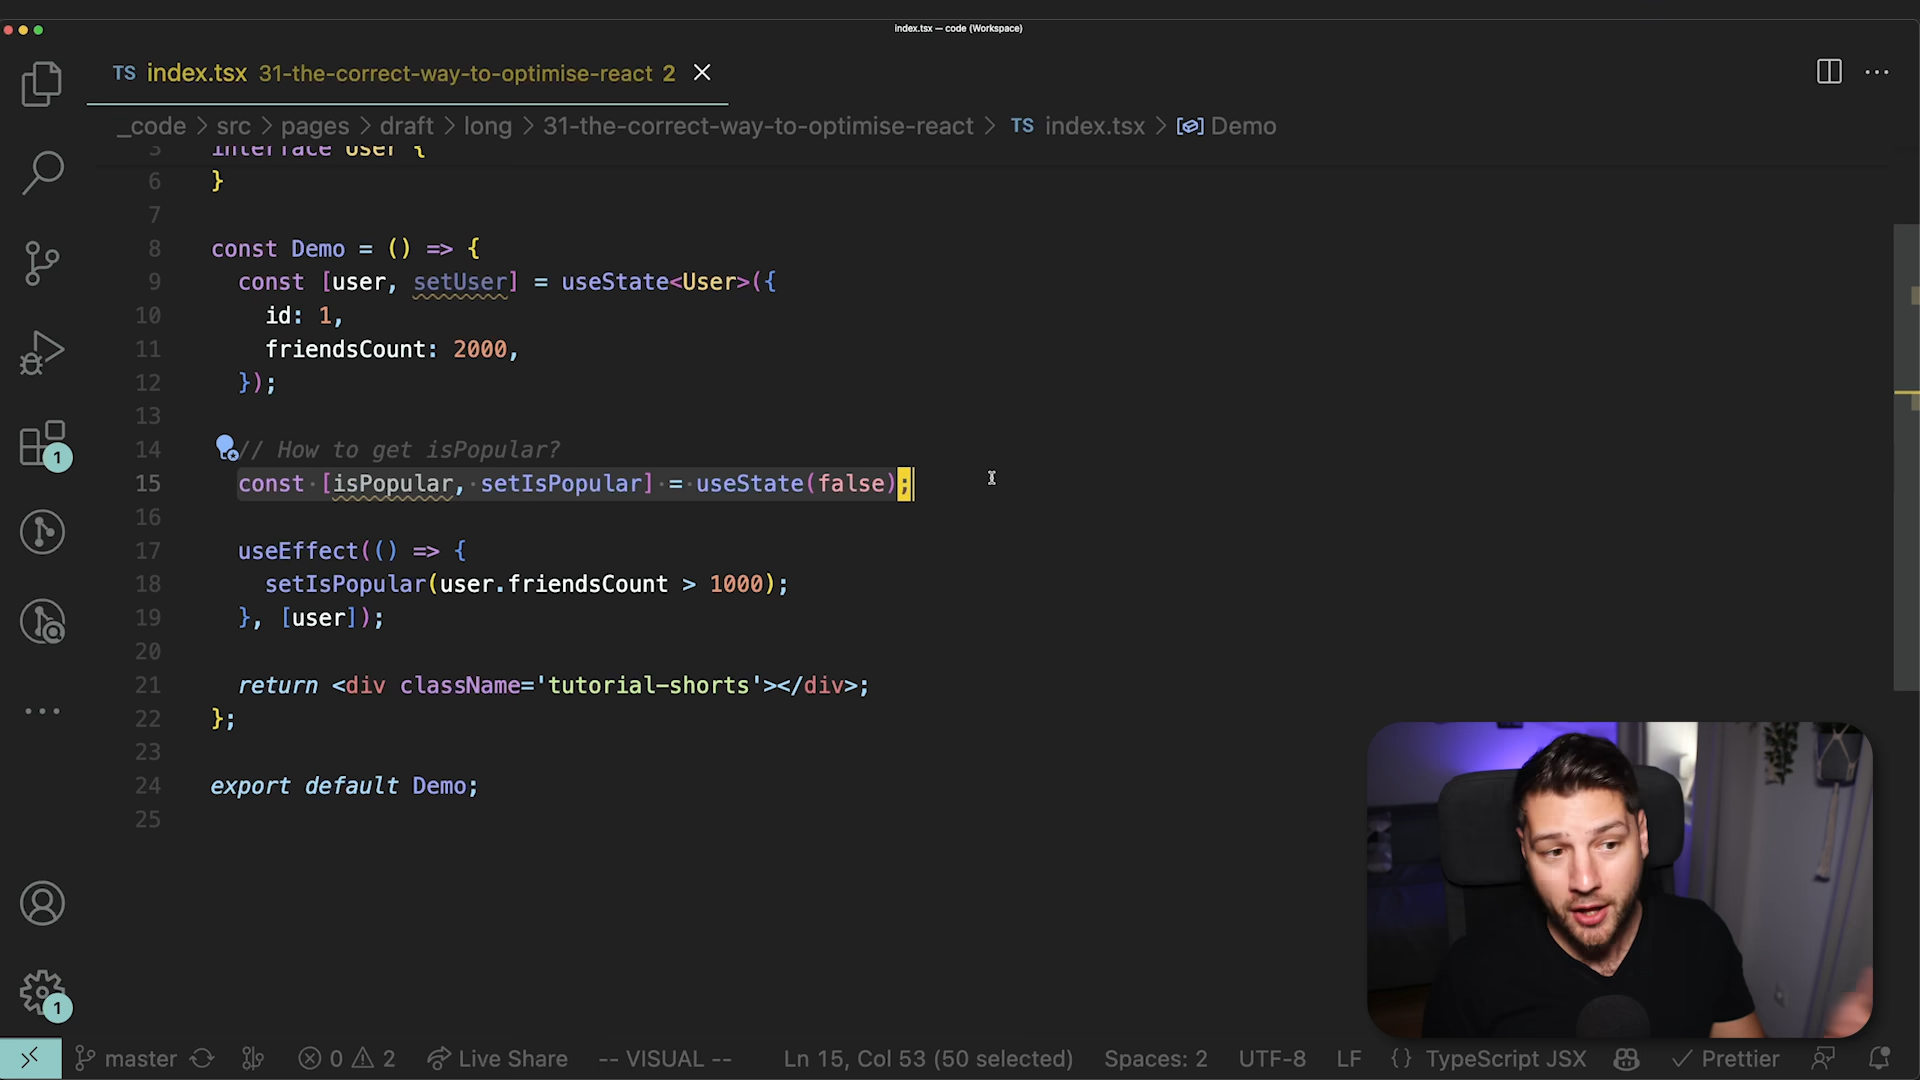 index.tsx — code (Workspace)
TS index.tsx 31-the-correct-way-to-optimise-react 2
_code > src > pages > draft > long > 31-the-correct-way-to-optimise-react > TS index.tsx > Demo
5 interface User {
6 }
7
8 const Demo = () => {
9 const [user, setUser] = useState<User>({
10 id: 1,
11 friendsCount: 2000,
12 });
13
14 // How to get isPopular?
15 const [isPopular, setIsPopular] = useState(false);
16
17 useEffect(() => {
18 setIsPopular(user.friendsCount > 1000);
19 }, [user]);
20
21 return <div className='tutorial-shorts'></div>;
22 };
23
24 export default Demo;
25
1
1
master 0 2 Live Share -- VISUAL -- Ln 15, Col 53 (50 selected) Spaces: 2 UTF-8 LF {} TypeScript JSX Prettier